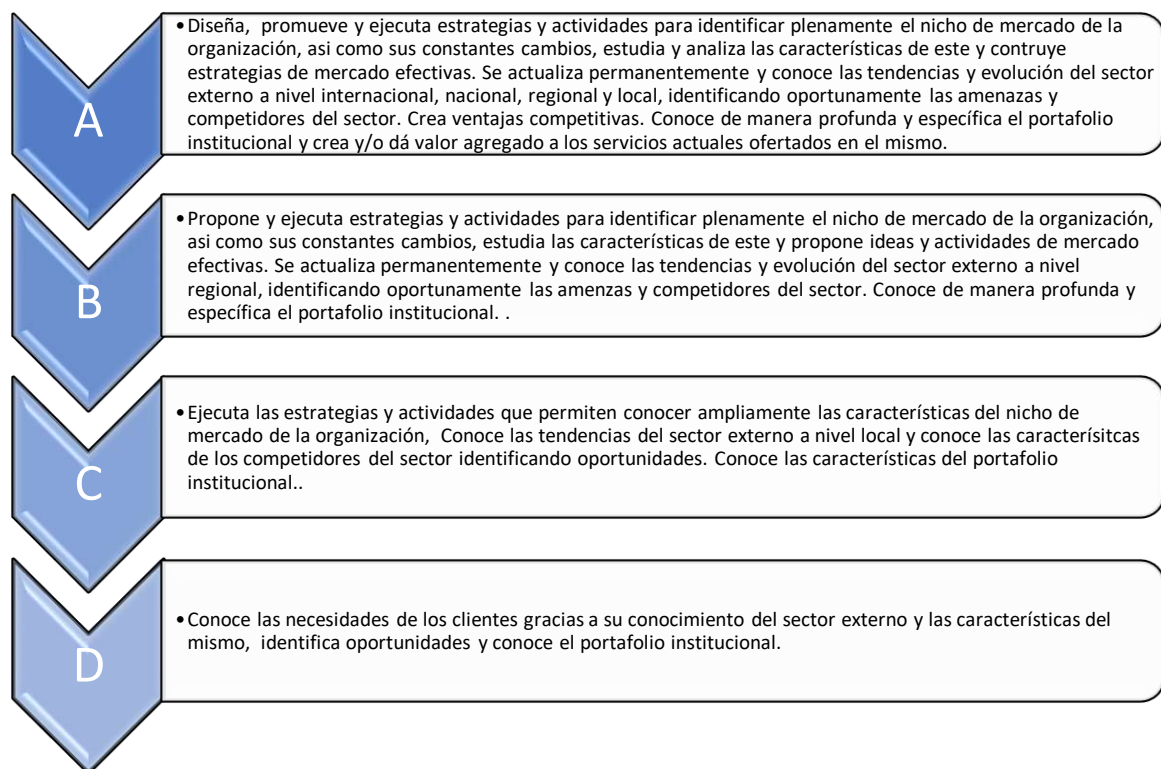 A
•Diseña, promueve y ejecuta estrategias y actividades para identificar plenamente el nicho de mercado de la
organización, asi como sus constantes cambios, estudia y analiza las características de este y contruye
estrategias de mercado efectivas. Se actualiza permanentemente y conoce las tendencias y evolución del sector
externo a nivel internacional, nacional, regional y local, identificando oportunamente las amenazas y
competidores del sector. Crea ventajas competitivas. Conoce de manera profunda y específica el portafolio
institucional y crea y/o dá valor agregado a los servicios actuales ofertados en el mismo.
B
•Propone y ejecuta estrategias y actividades para identificar plenamente el nicho de mercado de la organización,
asi como sus constantes cambios, estudia las características de este y propone ideas y actividades de mercado
efectivas. Se actualiza permanentemente y conoce las tendencias y evolución del sector externo a nivel
regional, identificando oportunamente las amenzas y competidores del sector. Conoce de manera profunda y
específica el portafolio institucional. .
C
•Ejecuta las estrategias y actividades que permiten conocer ampliamente las características del nicho de
mercado de la organización, Conoce las tendencias del sector externo a nivel local y conoce las caracterísitcas
de los competidores del sector identificando oportunidades. Conoce las características del portafolio
institucional..
D
•Conoce las necesidades de los clientes gracias a su conocimiento del sector externo y las características del
mismo, identifica oportunidades y conoce el portafolio institucional.